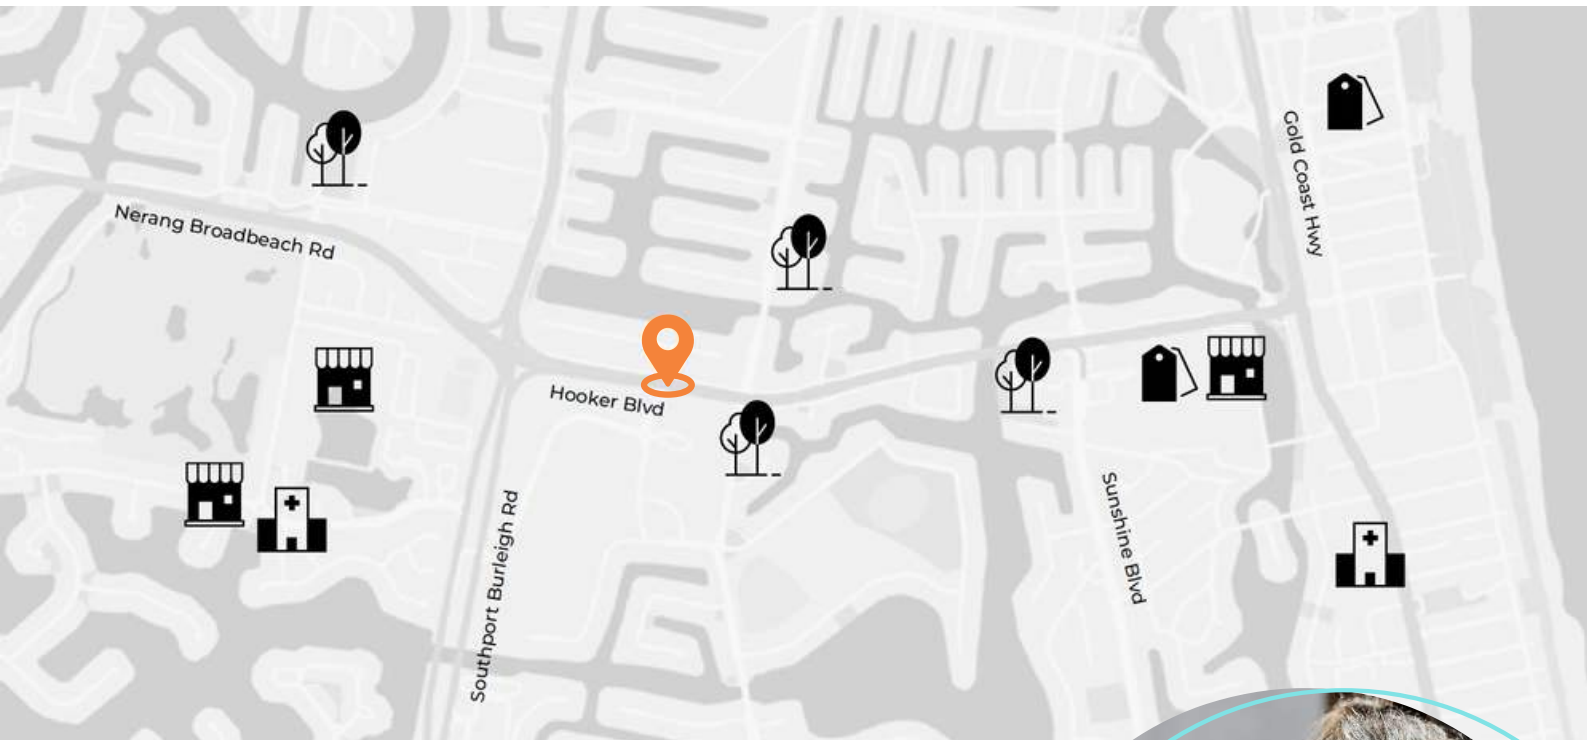 Gold Coast Hwy
Nerang Broadbeach Rd
Hooker Blvd
Sunshine Blvd
Southport Burleigh Rd